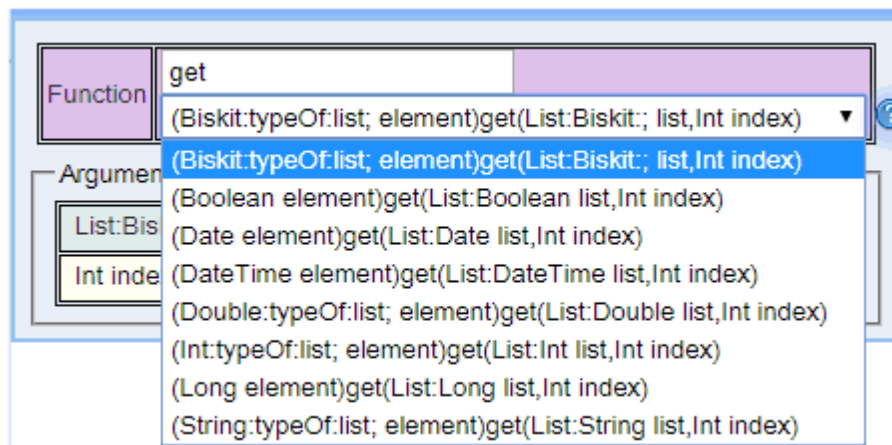 get
Function
(Biskit:typeOf:list; element)get(List:Biskit:; list,Int index)
(Biskit:typeOf:list; element)get(List:Biskit:; list,Int index)
Argumen
(Boolean element)get(List:Boolean list,Int index)
List:Bis
(Date element)get(List:Date list,Int index)
Int inde
(DateTime element)get(List:DateTime list,Int index)
(Double:typeOf:list; element)get(List:Double list,Int index)
(Int:typeOf:list; element)get(List:Int list,Int index)
(Long element)get(List:Long list,Int index)
(String:typeOf:list; element)get(List:String list,Int index)